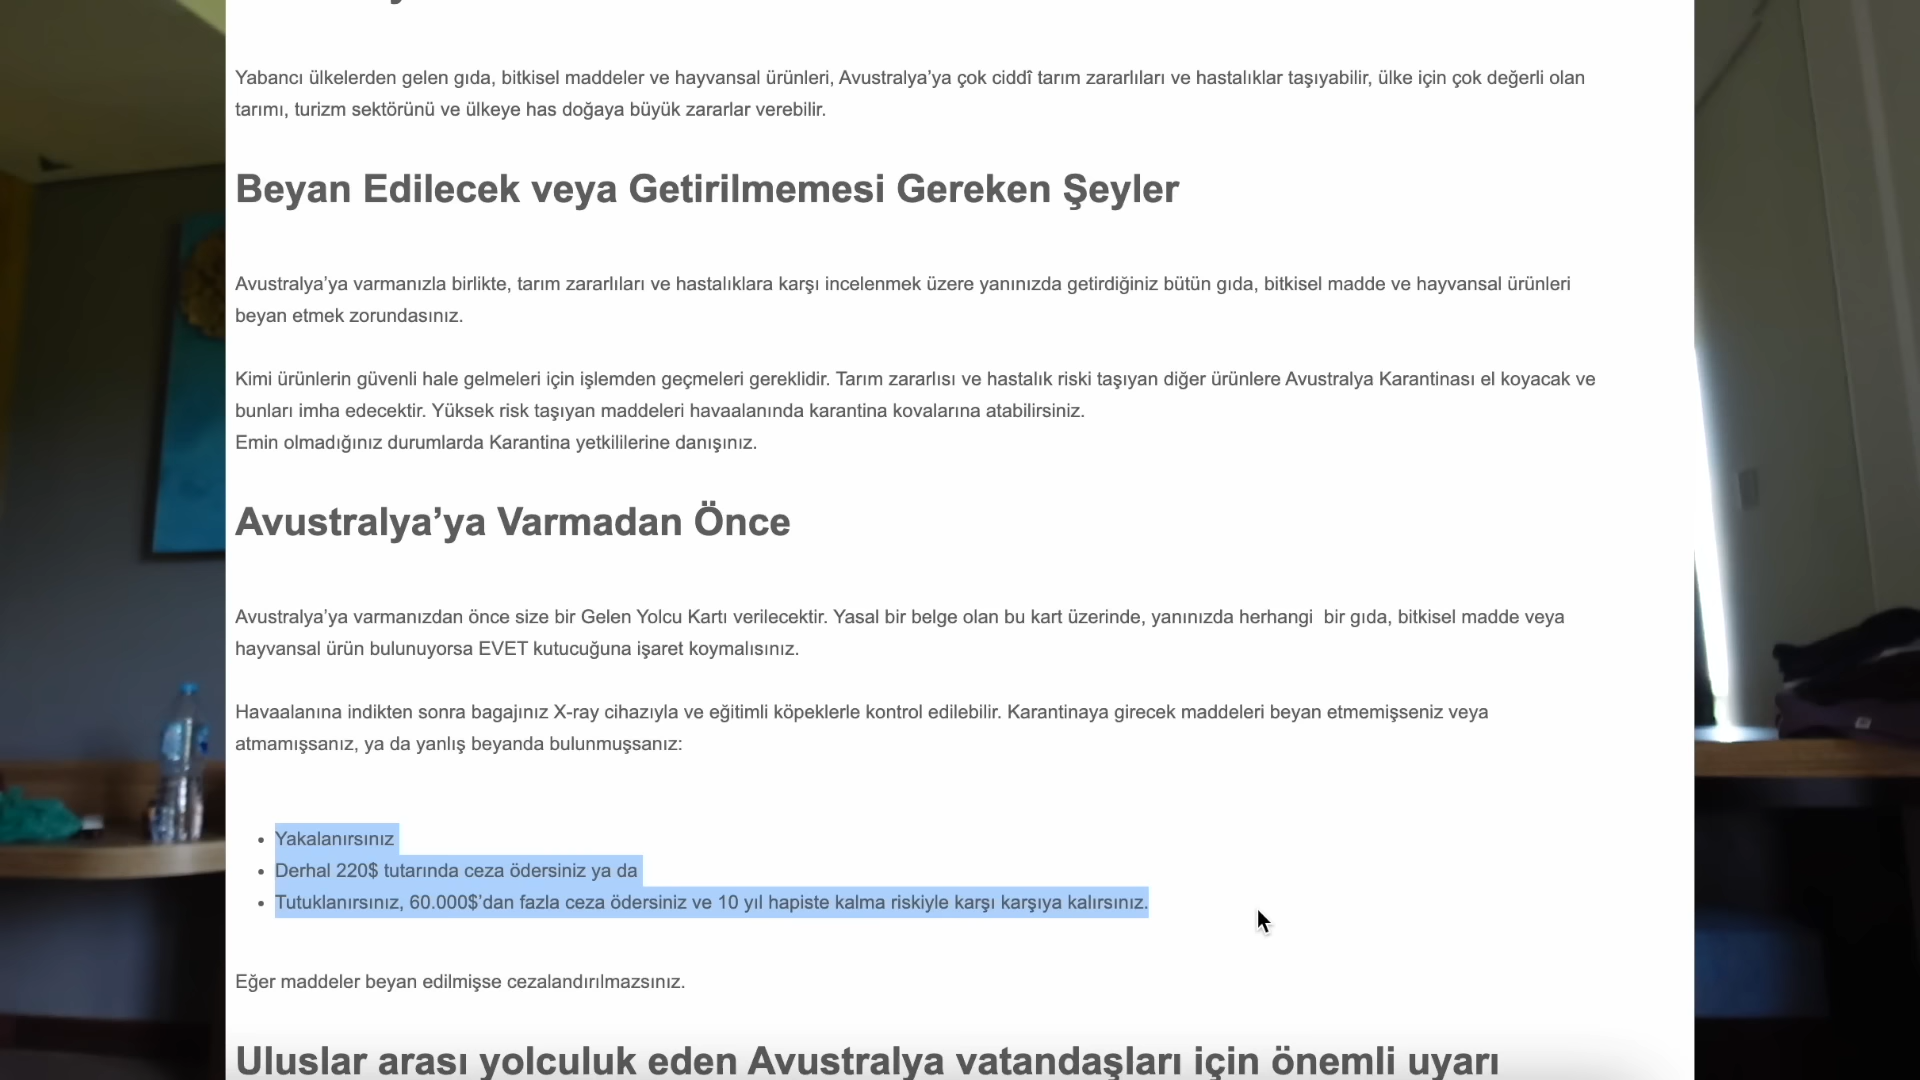 Yabancı ülkelerden gelen gıda, bitkisel maddeler ve hayvansal ürünleri, Avustralya’ya çok ciddî tarım zararlıları ve hastalıklar taşıyabilir, ülke için çok değerli olan
tarımı, turizm sektörünü ve ülkeye has doğaya büyük zararlar verebilir.
Beyan Edilecek veya Getirilmemesi Gereken Şeyler
Avustralya’ya varmanızla birlikte, tarım zararlıları ve hastalıklara karşı incelenmek üzere yanınızda getirdiğiniz bütün gıda, bitkisel madde ve hayvansal ürünleri
beyan etmek zorundasınız.
Kimi ürünlerin güvenli hale gelmeleri için işlemden geçmeleri gereklidir. Tarım zararlısı ve hastalık riski taşıyan diğer ürünlere Avustralya Karantinası el koyacak ve
bunları imha edecektir. Yüksek risk taşıyan maddeleri havaalanında karantina kovalarına atabilirsiniz.
Emin olmadığınız durumlarda Karantina yetkililerine danışınız.
Avustralya’ya Varmadan Önce
Avustralya’ya varmanızdan önce size bir Gelen Yolcu Kartı verilecektir. Yasal bir belge olan bu kart üzerinde, yanınızda herhangi  bir gıda, bitkisel madde veya
hayvansal ürün bulunuyorsa EVET kutucuğuna işaret koymalısınız.
Havaalanına indikten sonra bagajınız X-ray cihazıyla ve eğitimli köpeklerle kontrol edilebilir. Karantinaya girecek maddeleri beyan etmemişseniz veya
atmamışsanız, ya da yanlış beyanda bulunmuşsanız:
• Yakalanırsınız
• Derhal 220$ tutarında ceza ödersiniz ya da
• Tutuklanırsınız, 60.000$’dan fazla ceza ödersiniz ve 10 yıl hapiste kalma riskiyle karşı karşıya kalırsınız.
Eğer maddeler beyan edilmişse cezalandırılmazsınız.
Uluslar arası yolculuk eden Avustralya vatandaşları için önemli uyarı